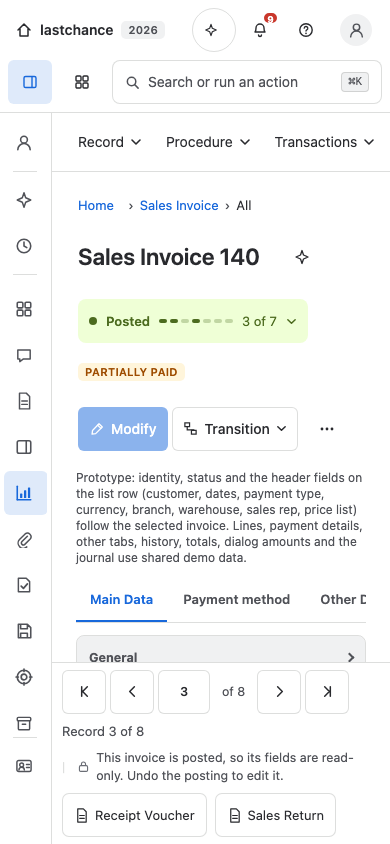 lastchance 2026 9
Search or run an action ⌘K
Record Procedure Transactions
Home › Sales Invoice › All
Sales Invoice 140
Posted 3 of 7
PARTIALLY PAID
Modify Transition
Prototype: identity, status and the header fields on
the list row (customer, dates, payment type,
currency, branch, warehouse, sales rep, price list)
follow the selected invoice. Lines, payment details,
other tabs, history, totals, dialog amounts and the
journal use shared demo data.
Main Data Payment method Other D
General
3 of 8
Record 3 of 8
This invoice is posted, so its fields are read-
only. Undo the posting to edit it.
Receipt Voucher Sales Return